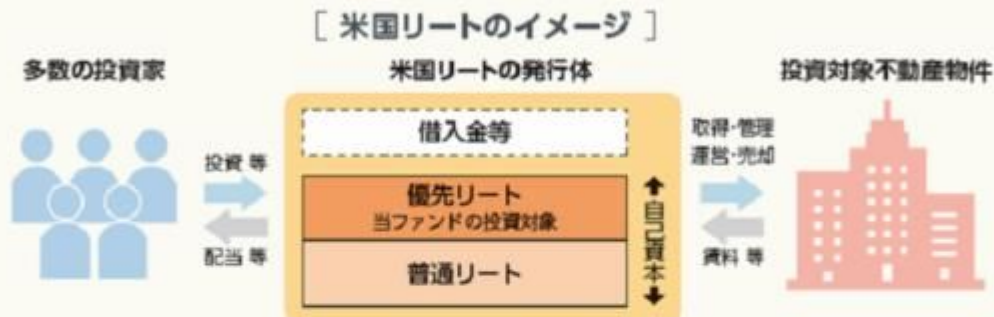 [ 米国リートのイメージ ]
多数の投資家
米国リートの発行体
投資対象不動産物件
借入金等
取得・管理
運営・売却
投資 等
優先リート
当ファンドの投資対象
自己資本
配当 等
普通リート
賃料 等